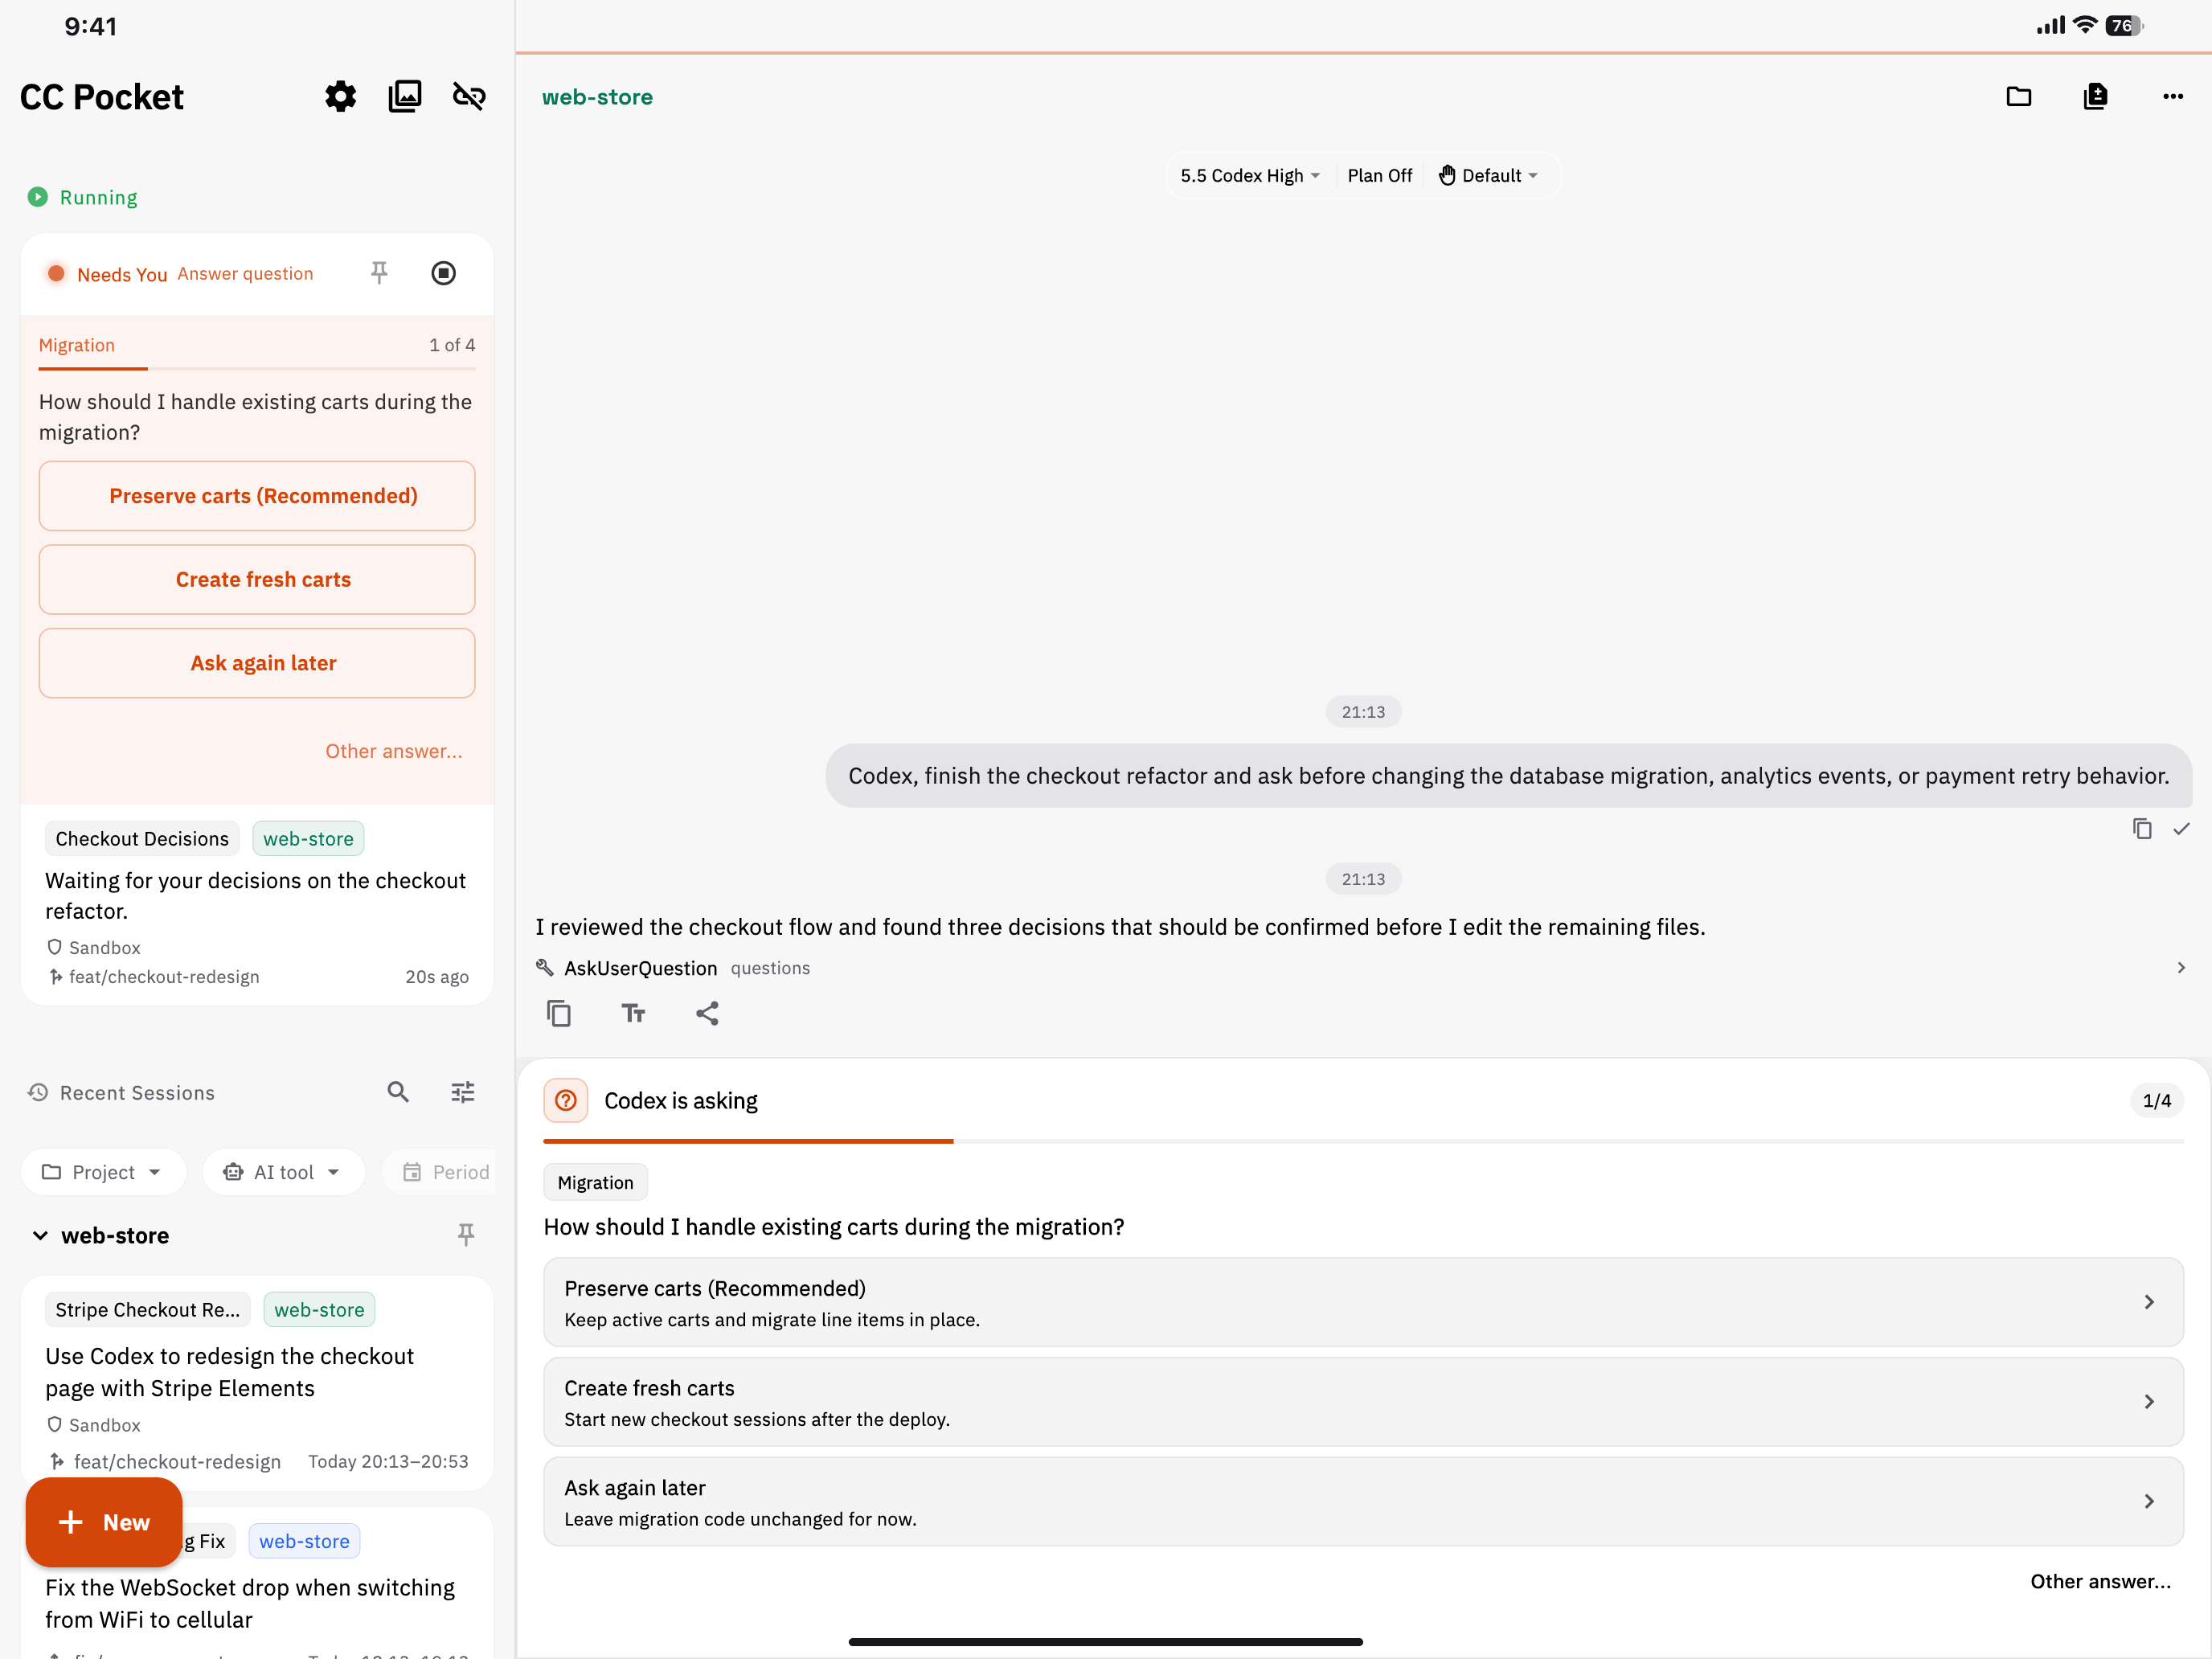 9:41
76
CC Pocket
Running
Needs You Answer question
Migration 1 of 4
How should I handle existing carts during the
migration?
Preserve carts (Recommended)
Create fresh carts
Ask again later
Other answer...
Checkout Decisions web-store
Waiting for your decisions on the checkout
refactor.
Sandbox
feat/checkout-redesign 20s ago
Recent Sessions
Project AI tool Period
web-store
Stripe Checkout Re... web-store
Use Codex to redesign the checkout
page with Stripe Elements
Sandbox
feat/checkout-redesign Today 20:13–20:53
New
g Fix web-store
Fix the WebSocket drop when switching
from WiFi to cellular
web-store
5.5 Codex High Plan Off Default
21:13
Codex, finish the checkout refactor and ask before changing the database migration, analytics events, or payment retry behavior.
21:13
I reviewed the checkout flow and found three decisions that should be confirmed before I edit the remaining files.
AskUserQuestion questions
Codex is asking 1/4
Migration
How should I handle existing carts during the migration?
Preserve carts (Recommended)
Keep active carts and migrate line items in place.
Create fresh carts
Start new checkout sessions after the deploy.
Ask again later
Leave migration code unchanged for now.
Other answer...